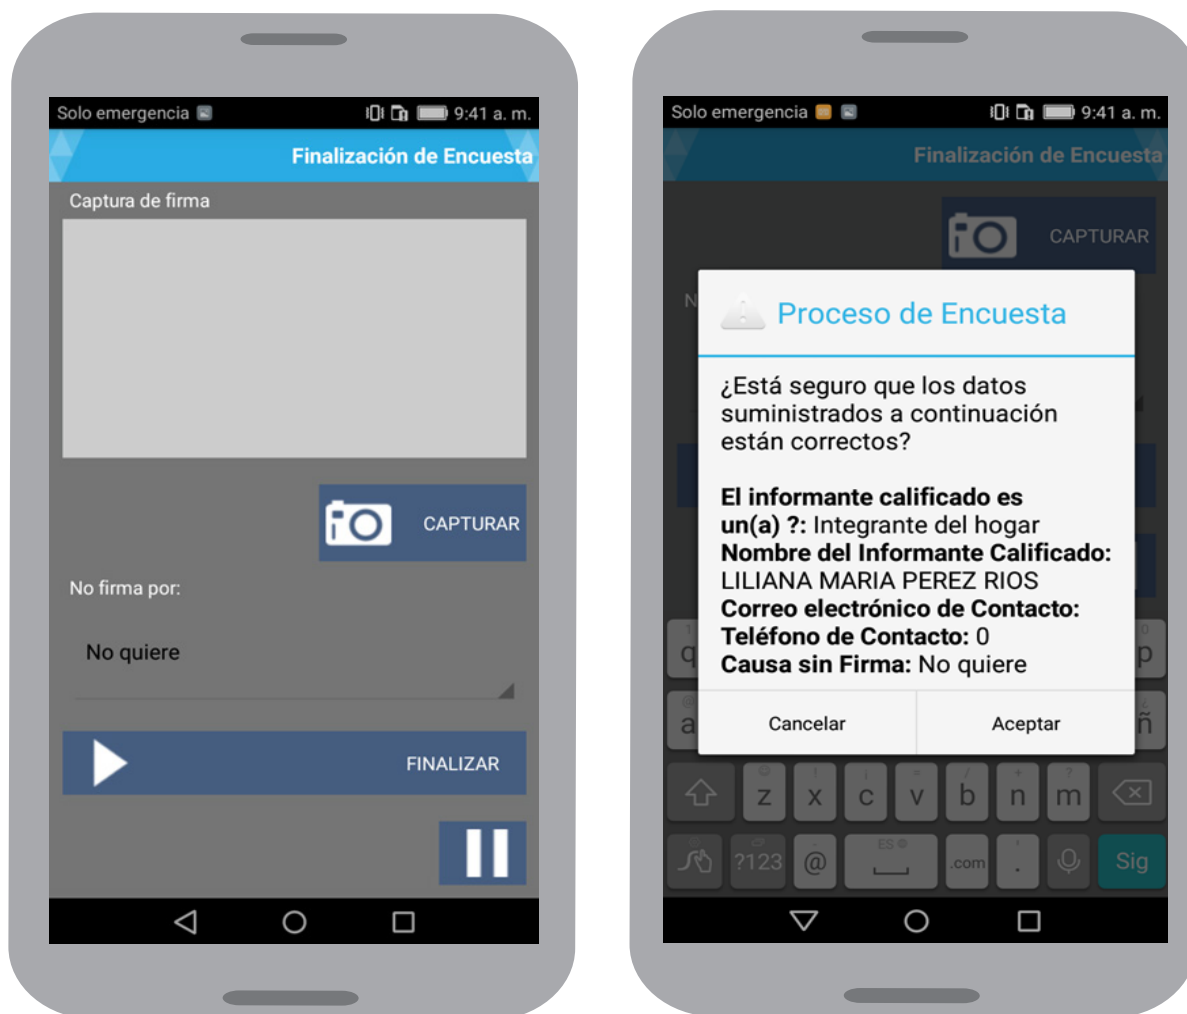 Solo emergencia 9:41 a. m.
Finalización de Encuesta
Captura de firma
CAPTURAR
No firma por:
No quiere
FINALIZAR
Solo emergencia 9:41 a. m.
Finalización de Encuesta
CAPTURAR
N
Proceso de Encuesta
¿Está seguro que los datos
suministrados a continuación
están correctos?
El informante calificado es
un(a) ?: Integrante del hogar
Nombre del Informante Calificado:
LILIANA MARIA PEREZ RIOS
Correo electrónico de Contacto:
Teléfono de Contacto: 0
Causa sin Firma: No quiere
Cancelar Aceptar
q p
a ñ
z x c v b n m
?123 @ ES .com . Sig